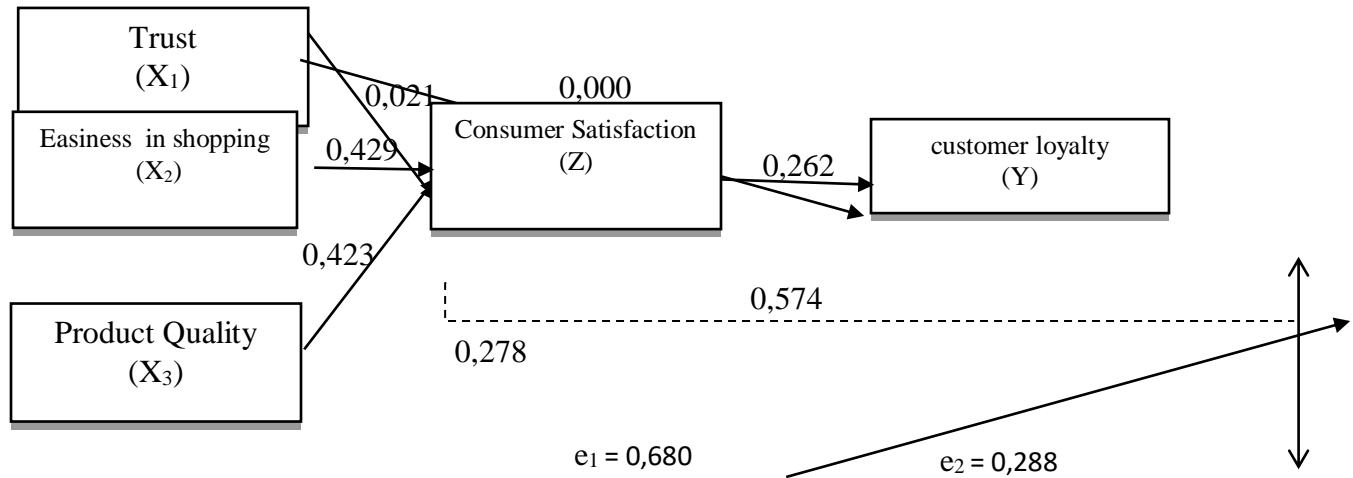 Trust
(X₁)
0,021
0,000
Easiness in shopping
(X₂)
0,429
Consumer Satisfaction
(Z)
0,262
customer loyalty
(Y)
0,423
Product Quality
(X₃)
0,574
0,278
e₁ = 0,680
e₂ = 0,288